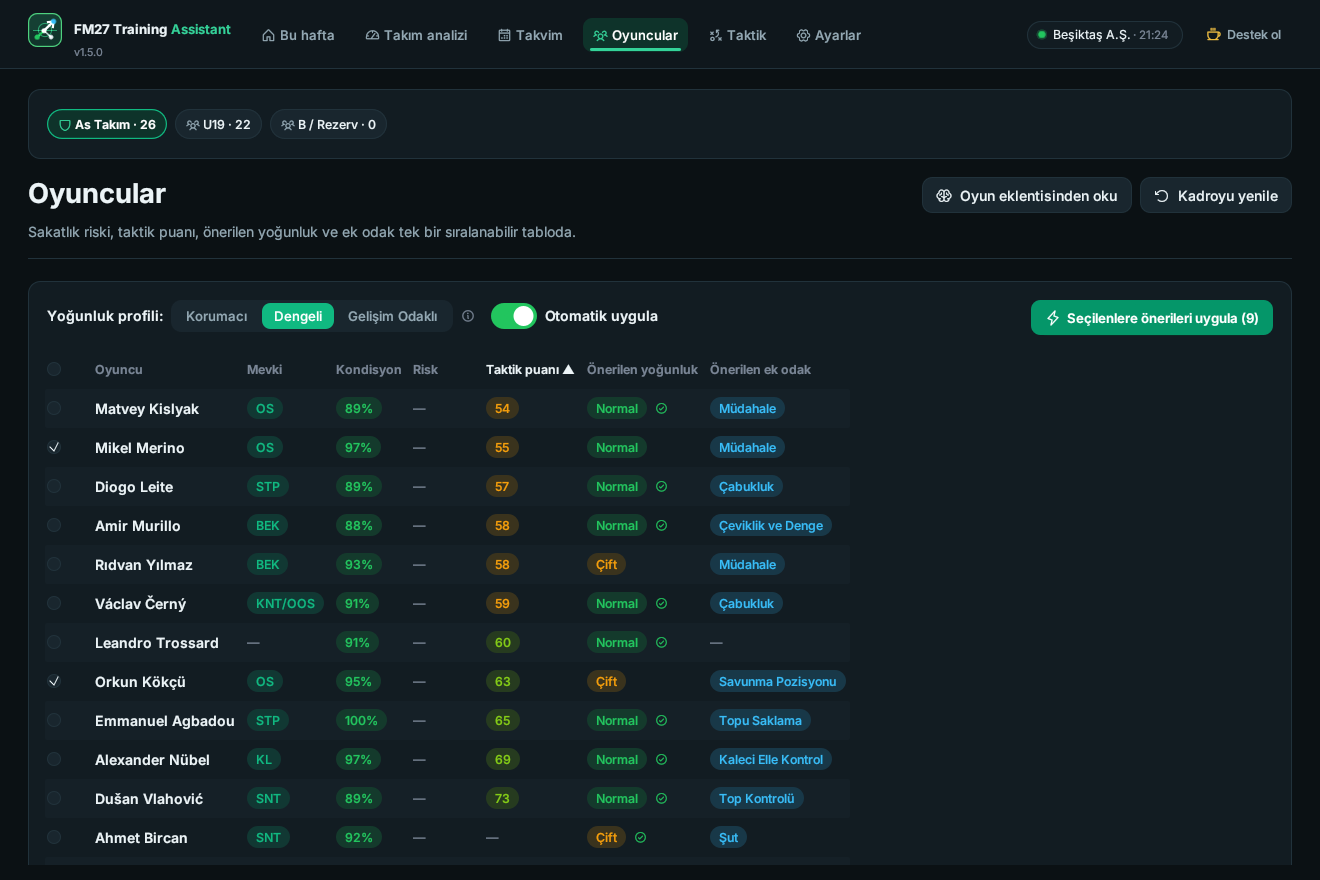 FM27 Training Assistant
v1.5.0
Bu hafta
Takım analizi
Takvim
Oyuncular
Taktik
Ayarlar
Beşiktaş A.Ş. · 21:24
Destek ol
As Takım · 26
U19 · 22
B / Rezerv · 0
Oyuncular
Oyun eklentisinden oku
Kadroyu yenile
Sakatlık riski, taktik puanı, önerilen yoğunluk ve ek odak tek bir sıralanabilir tabloda.
Yoğunluk profili: Korumacı Dengeli Gelişim Odaklı Otomatik uygula
Seçilenlere önerileri uygula (9)
Oyuncu Mevki Kondisyon Risk Taktik puanı ▲ Önerilen yoğunluk Önerilen ek odak
Matvey Kislyak OS 89% — 54 Normal Müdahale
Mikel Merino OS 97% — 55 Normal Müdahale
Diogo Leite STP 89% — 57 Normal Çabukluk
Amir Murillo BEK 88% — 58 Normal Çeviklik ve Denge
Rıdvan Yılmaz BEK 93% — 58 Çift Müdahale
Václav Černý KNT/OOS 91% — 59 Normal Çabukluk
Leandro Trossard — 91% — 60 Normal —
Orkun Kökçü OS 95% — 63 Çift Savunma Pozisyonu
Emmanuel Agbadou STP 100% — 65 Normal Topu Saklama
Alexander Nübel KL 97% — 69 Normal Kaleci Elle Kontrol
Dušan Vlahović SNT 89% — 73 Normal Top Kontrolü
Ahmet Bircan SNT 92% — — Çift Şut